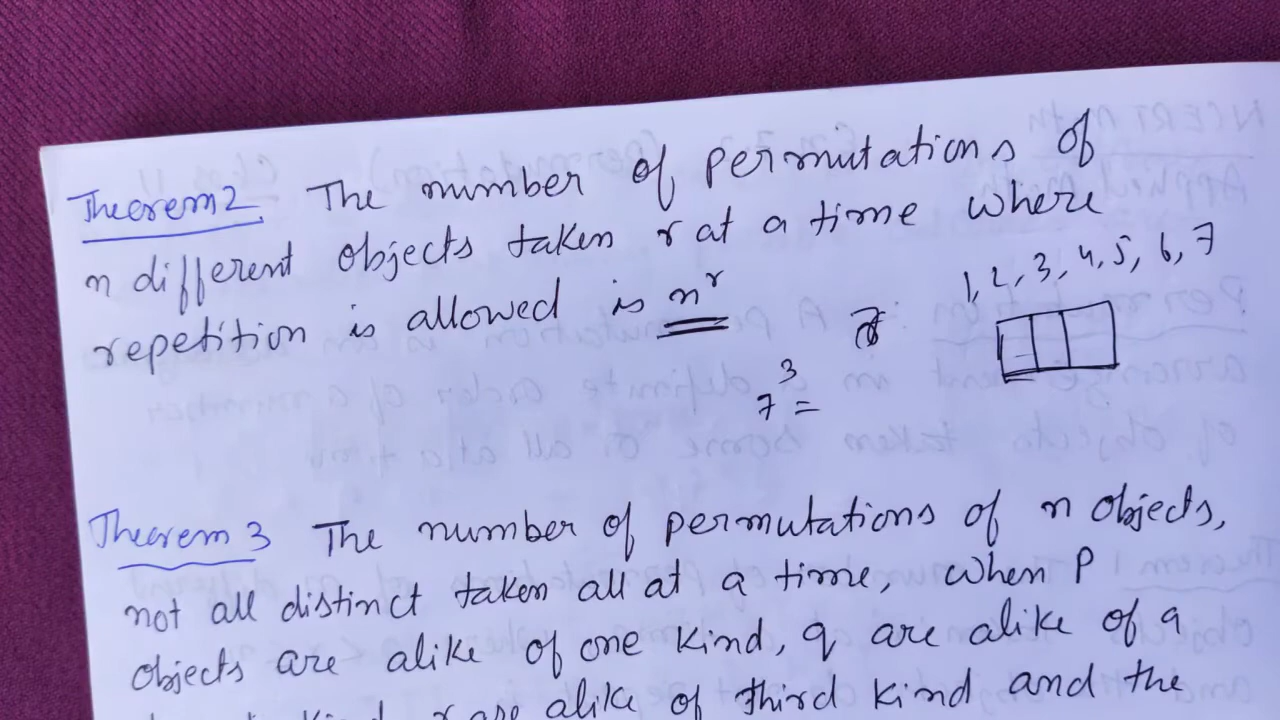 Theorem 2 The number of permutations of
n different objects taken r at a time where
repetition is allowed is n^r
1, 2, 3, 4, 5, 6, 7
7^3 =
Theorem 3 The number of permutations of n objects,
not all distinct taken all at a time, when P
objects are alike of one kind, q are alike of a
kind, r are alike of third kind and the